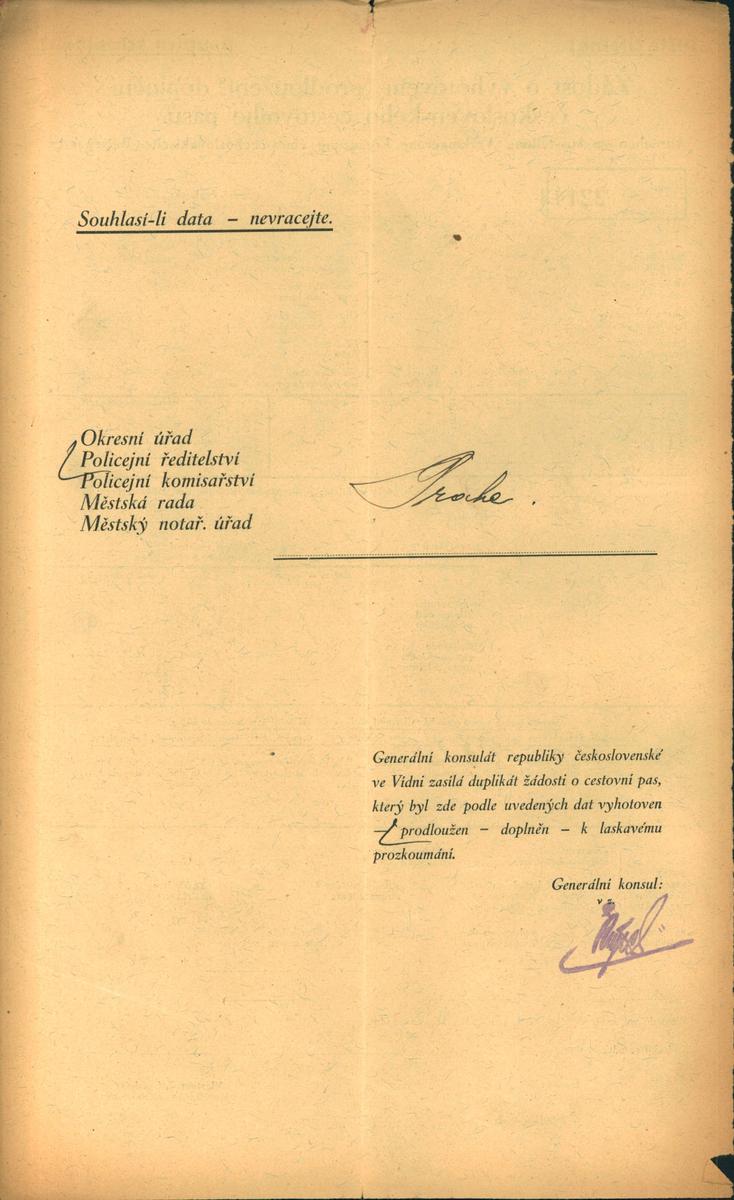 Souhlasí-li data – nevracejte.
Okresní úřad
Policejní ředitelství
Policejní komisařství
Městská rada
Městský notař. úřad
Praha.
Generální konsulát republiky československé
ve Vídni zasílá duplikát žádosti o cestovní pas,
který byl zde podle uvedených dat vyhotoven
– prodloužen – doplněn – k laskavému
prozkoumání.
Generální konsul:
v z.